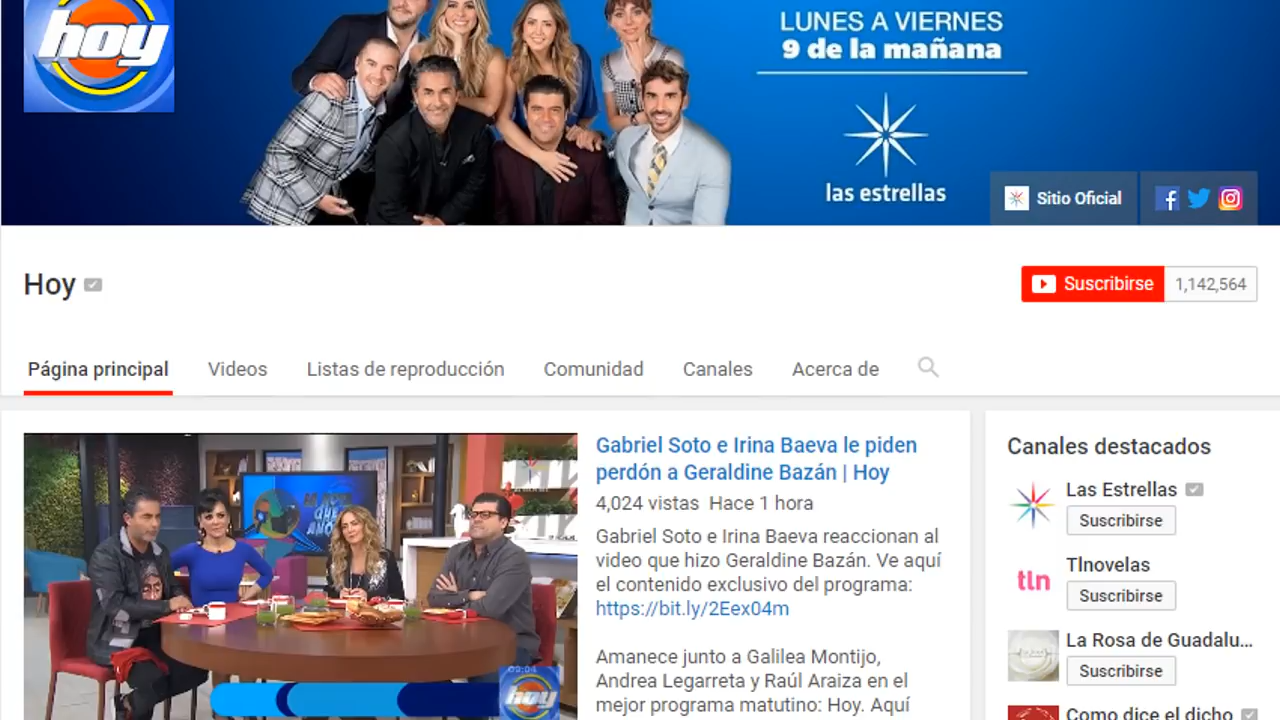 hoy
LUNES A VIERNES
9 de la mañana
las estrellas
Sitio Oficial
Hoy
Suscribirse 1,142,564
Página principal Videos Listas de reproducción Comunidad Canales Acerca de
Gabriel Soto e Irina Baeva le piden
perdón a Geraldine Bazán | Hoy
4,024 vistas Hace 1 hora
Gabriel Soto e Irina Baeva reaccionan al
video que hizo Geraldine Bazán. Ve aquí
el contenido exclusivo del programa:
https://bit.ly/2Eex04m
Amanece junto a Galilea Montijo,
Andrea Legarreta y Raúl Araiza en el
mejor programa matutino: Hoy. Aquí
hoy
Canales destacados
Las Estrellas
Suscribirse
tln
Tlnovelas
Suscribirse
La Rosa de Guadalu...
Suscribirse
Como dice el dicho